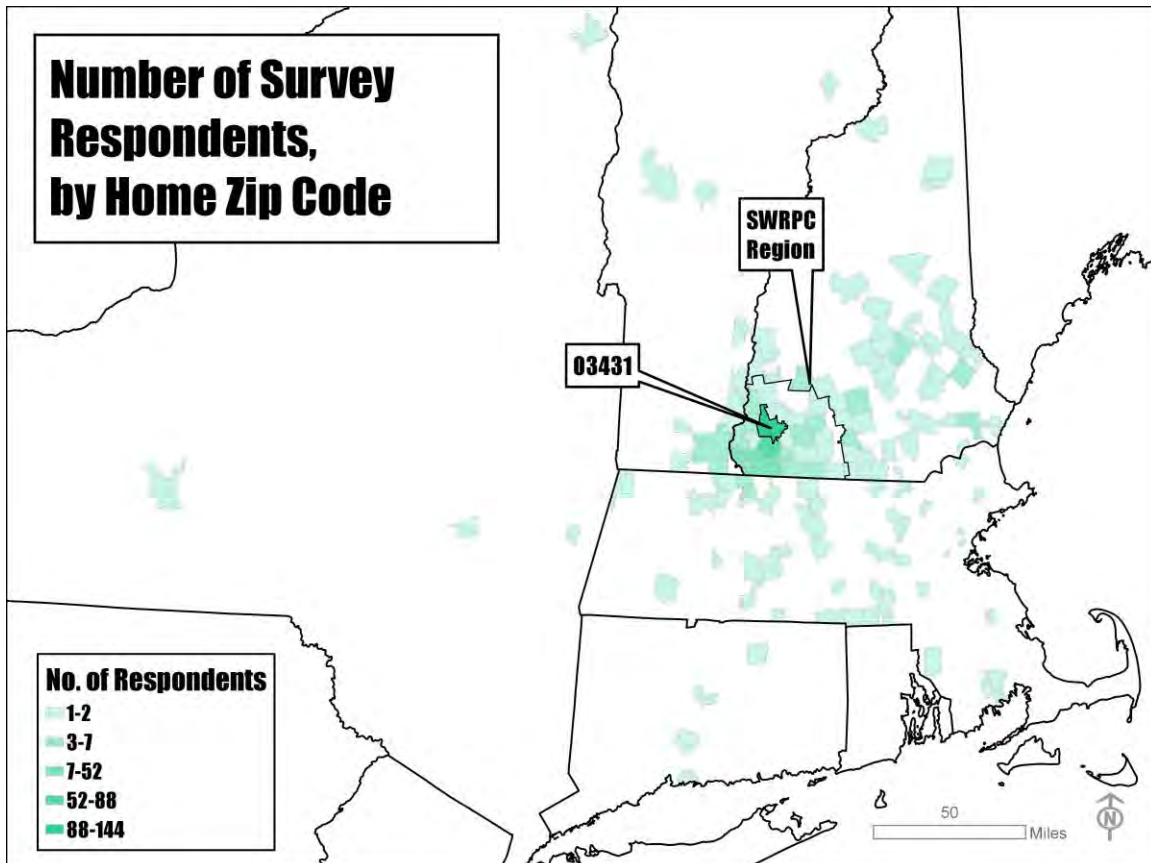 Number of Survey
Respondents,
by Home Zip Code
SWRPC
Region
03431
No. of Respondents
1-2
3-7
7-52
52-88
88-144
50
Miles
N